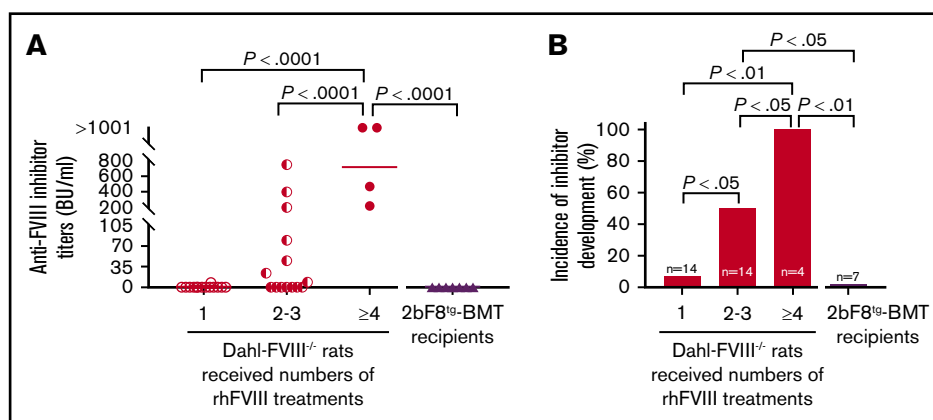 A
P < .0001
P < .0001
P < .0001
Anti-FVIII inhibitor
titers (BU/ml)
>1001
800
600
400
200
105
70
35
0
1
2-3
≥4
2bF8tg-BMT
recipients
Dahl-FVIII-/- rats
received numbers of
rhFVIII treatments
B
P < .05
P < .01
P < .05
P < .01
P < .05
Incidence of inhibitor
development (%)
100
80
60
40
20
0
n=14
n=14
n=4
n=7
1
2-3
≥4
2bF8tg-BMT
recipients
Dahl-FVIII-/- rats
received numbers of
rhFVIII treatments